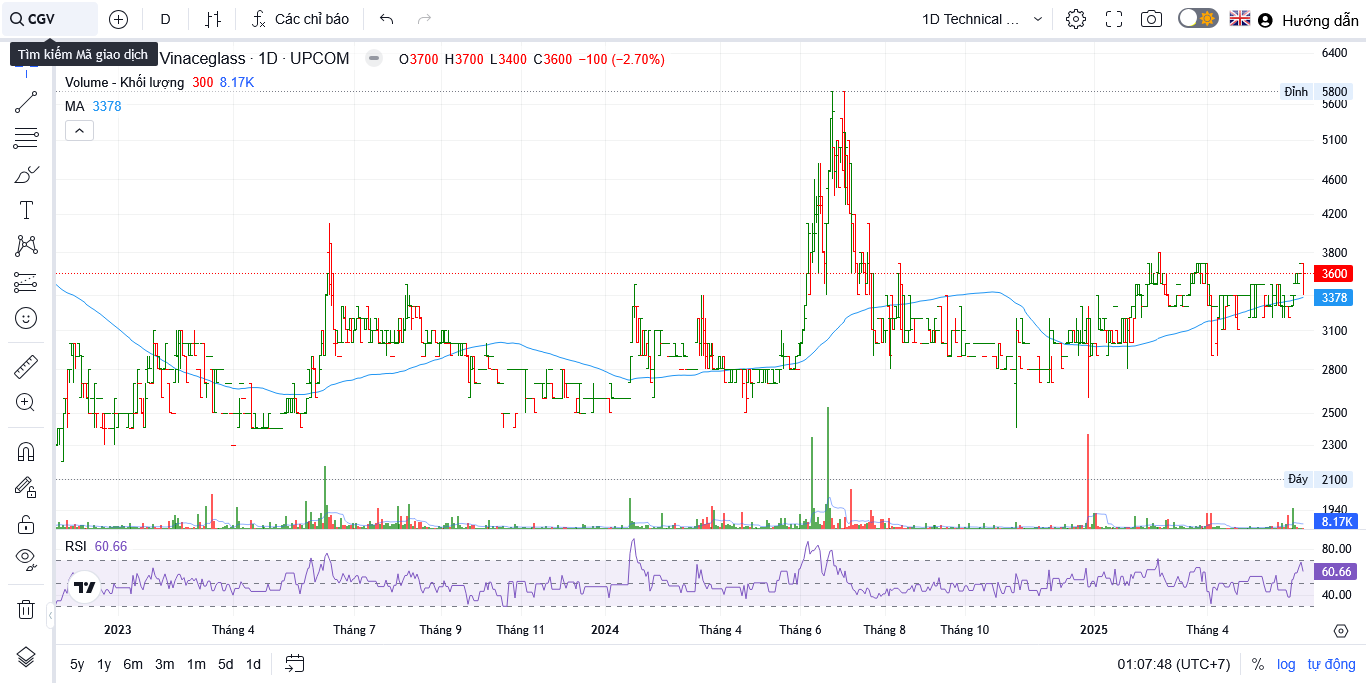 CGV
D
Các chỉ báo
1D Technical ...
Hướng dẫn
Tìm kiếm Mã giao dịch
Vinaceglass · 1D · UPCOM
O3700 H3700 L3400 C3600 −100 (−2.70%)
Volume - Khối lượng 300 8.17K
MA 3378
6400
Đỉnh 5800
5600
5100
4600
4200
3800
3600
3378
3100
2800
2500
2300
Đáy 2100
1940
8.17K
RSI 60.66
80.00
60.66
40.00
2023 Tháng 4 Tháng 7 Tháng 9 Tháng 11 2024 Tháng 4 Tháng 6 Tháng 8 Tháng 10 2025 Tháng 4
5y 1y 6m 3m 1m 5d 1d
01:07:48 (UTC+7) % log tự động